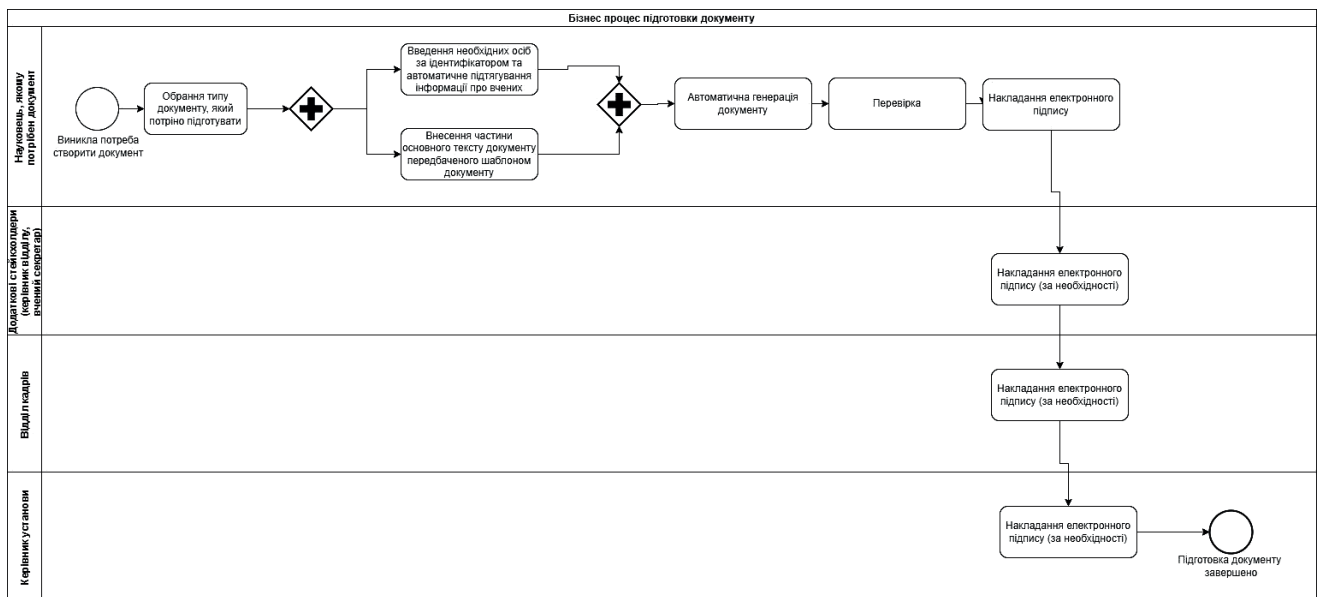 Бізнес процес підготовки документу
Науковець, якому
потрібен документ
Виникла потреба
створити документ
Обрання типу
документу, який
потріно підготувати
Введення необхідних осіб
за ідентифікатором та
автоматичне підтягування
інформації про вчених
Внесення частини
основного тексту документу
передбаченого шаблоном
документу
Автоматична генерація
документу
Перевірка
Накладання електронного
підпису
Додаткові стейкхолдери
(керівник відділу,
вчений секретар)
Накладання електронного
підпису (за необхідності)
Відділ кадрів
Накладання електронного
підпису (за необхідності)
Керівник установи
Накладання електронного
підпису (за необхідності)
Підготовка документу
завершено